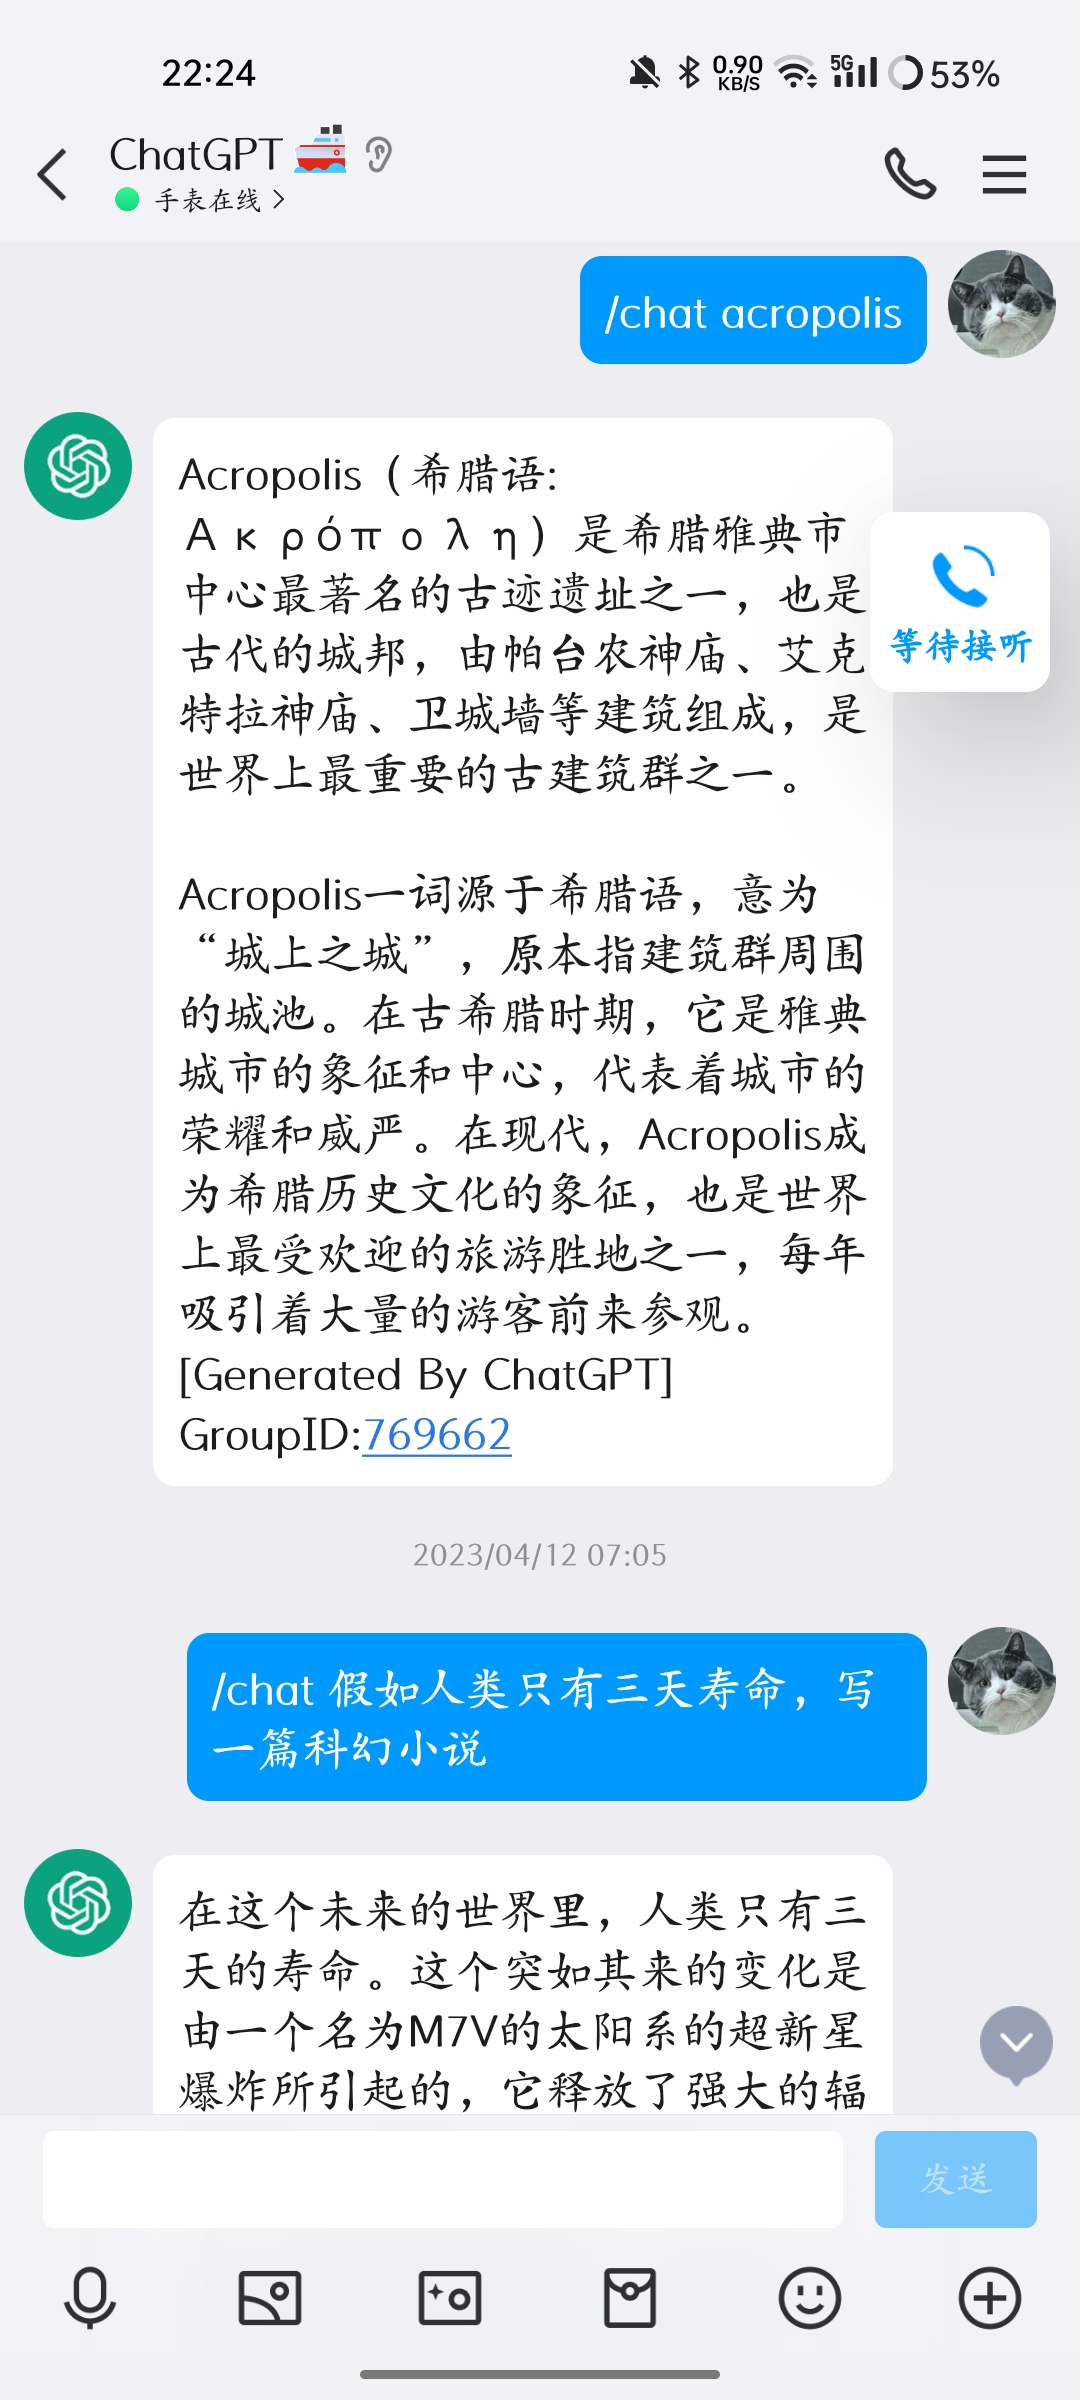 22:24
0.90
KB/S
5G
53%
ChatGPT
手表在线
/chat acropolis
Acropolis（希腊语:
Ακρόπολη）是希腊雅典市
中心最著名的古迹遗址之一，也是
古代的城邦，由帕台农神庙、艾克
特拉神庙、卫城墙等建筑组成，是
世界上最重要的古建筑群之一。
等待接听
Acropolis一词源于希腊语，意为
“城上之城”，原本指建筑群周围
的城池。在古希腊时期，它是雅典
城市的象征和中心，代表着城市的
荣耀和威严。在现代，Acropolis成
为希腊历史文化的象征，也是世界
上最受欢迎的旅游胜地之一，每年
吸引着大量的游客前来参观。
[Generated By ChatGPT]
GroupID:769662
2023/04/12 07:05
/chat 假如人类只有三天寿命，写
一篇科幻小说
在这个未来的世界里，人类只有三
天的寿命。这个突如其来的变化是
由一个名为M7V的太阳系的超新星
爆炸所引起的，它释放了强大的辐
发送